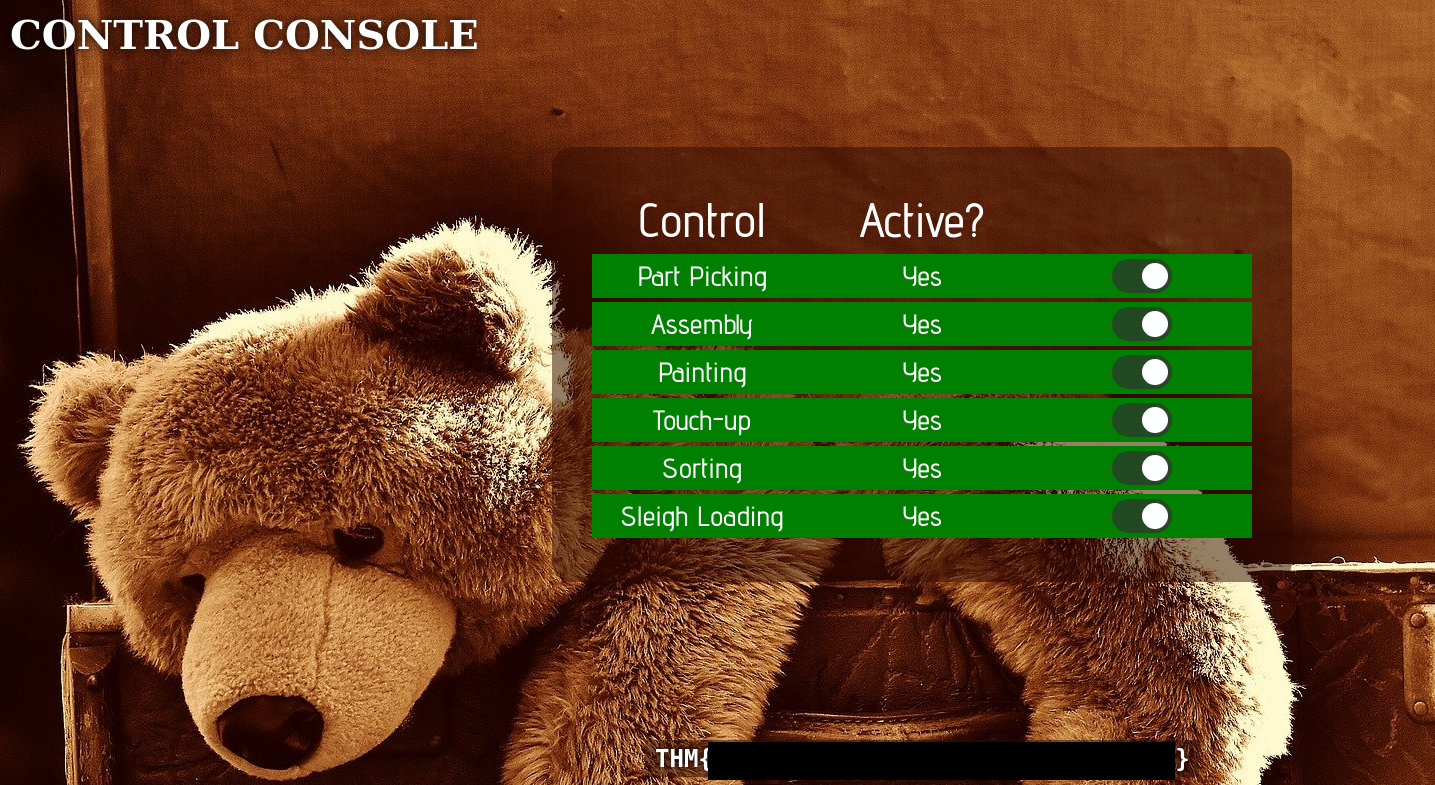 CONTROL CONSOLE
Control Active?
Part Picking Yes
Assembly Yes
Painting Yes
Touch-up Yes
Sorting Yes
Sleigh Loading Yes
THM{ }